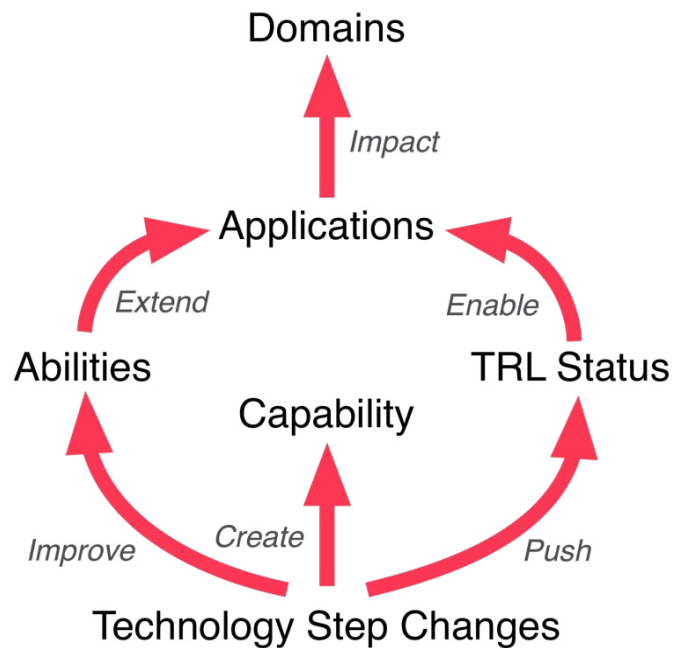 Domains
Impact
Applications
Extend
Enable
Abilities
TRL Status
Capability
Improve
Create
Push
Technology Step Changes